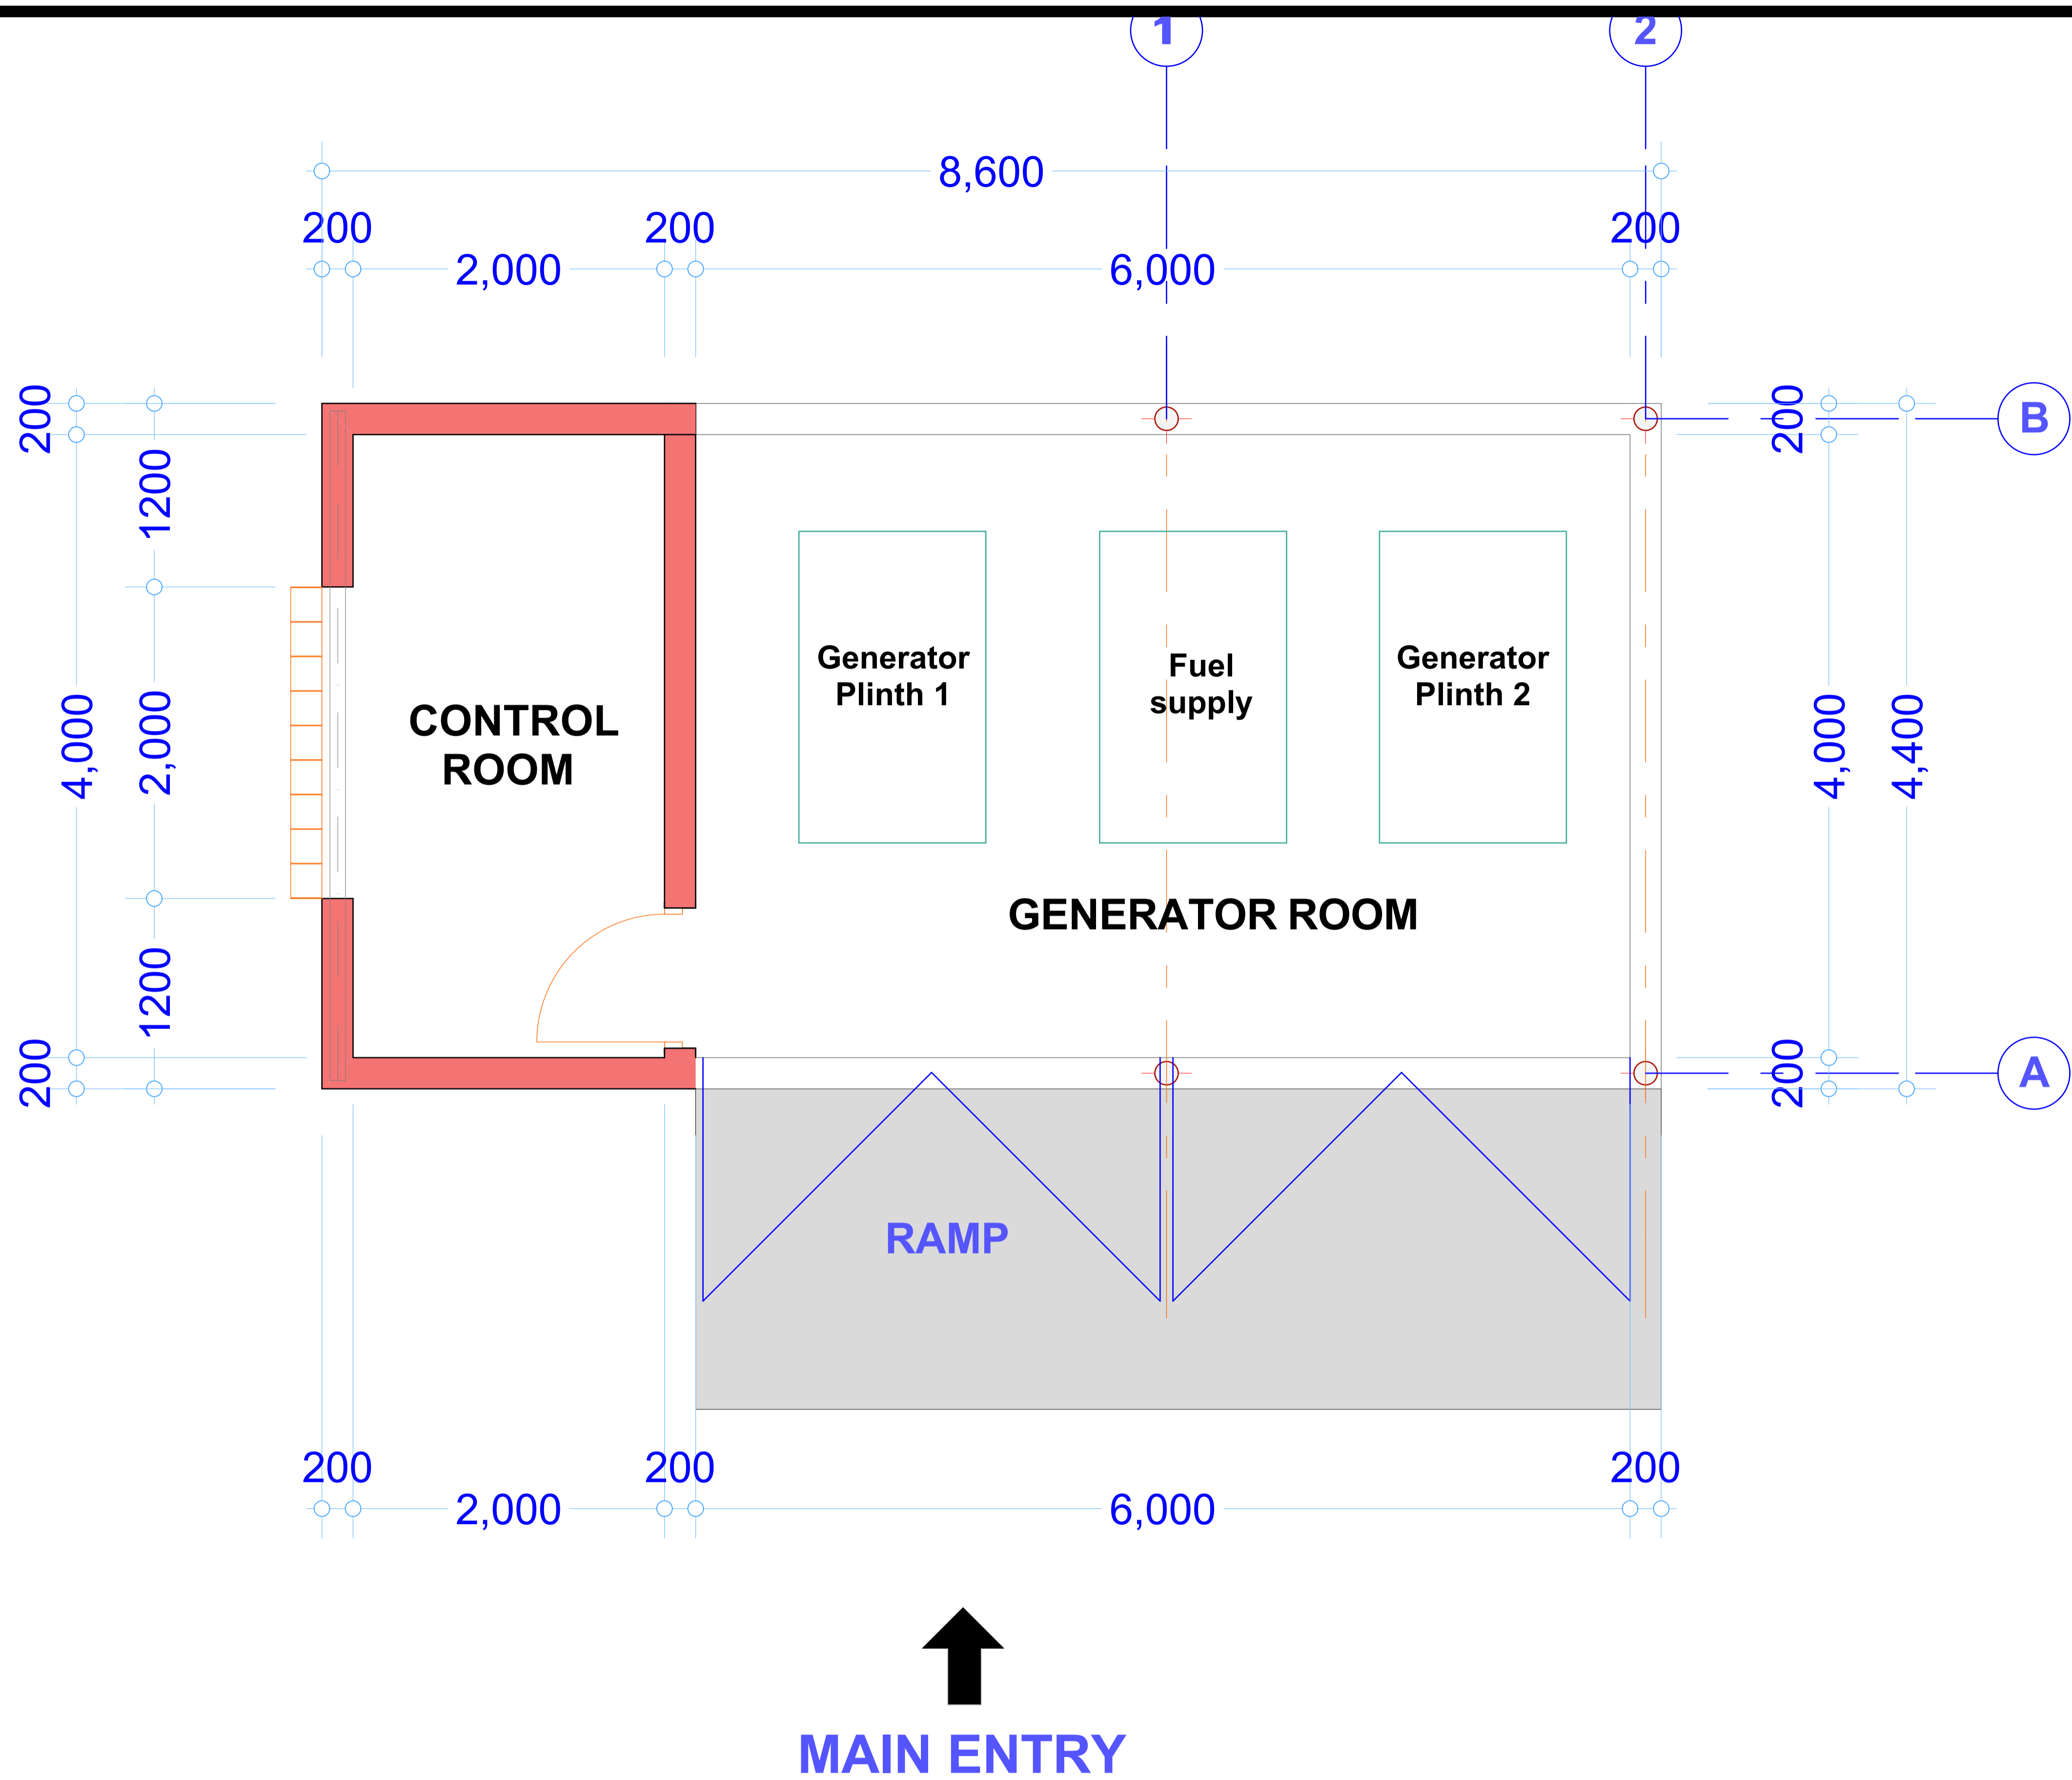 1
2
8,600
200
200
200
2,000
6,000
200
1200
200
B
CONTROL
ROOM
Generator
Plinth 1
Fuel
supply
Generator
Plinth 2
4,000
2,000
4,000
4,400
GENERATOR ROOM
1200
200
200
A
RAMP
200
200
200
2,000
6,000
MAIN ENTRY